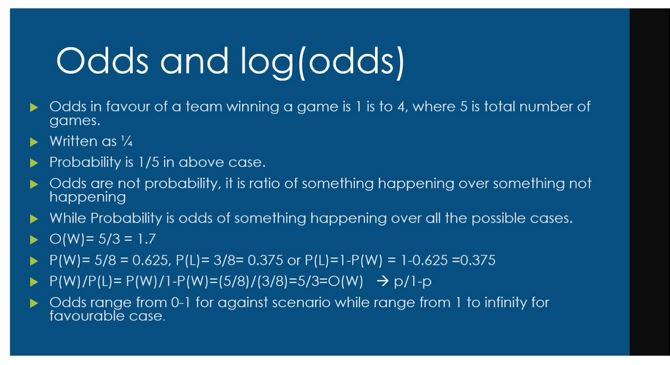 Odds and log(odds)
Odds in favour of a team winning a game is 1 is to 4, where 5 is total number of
games.
Written as ¼
Probability is 1/5 in above case.
Odds are not probability, it is ratio of something happening over something not
happening
While Probability is odds of something happening over all the possible cases.
O(W)= 5/3 = 1.7
P(W)= 5/8 = 0.625, P(L)= 3/8= 0.375 or P(L)=1-P(W) = 1-0.625 =0.375
P(W)/P(L)= P(W)/1-P(W)=(5/8)/(3/8)=5/3=O(W) → p/1-p
Odds range from 0-1 for against scenario while range from 1 to infinity for
favourable case.